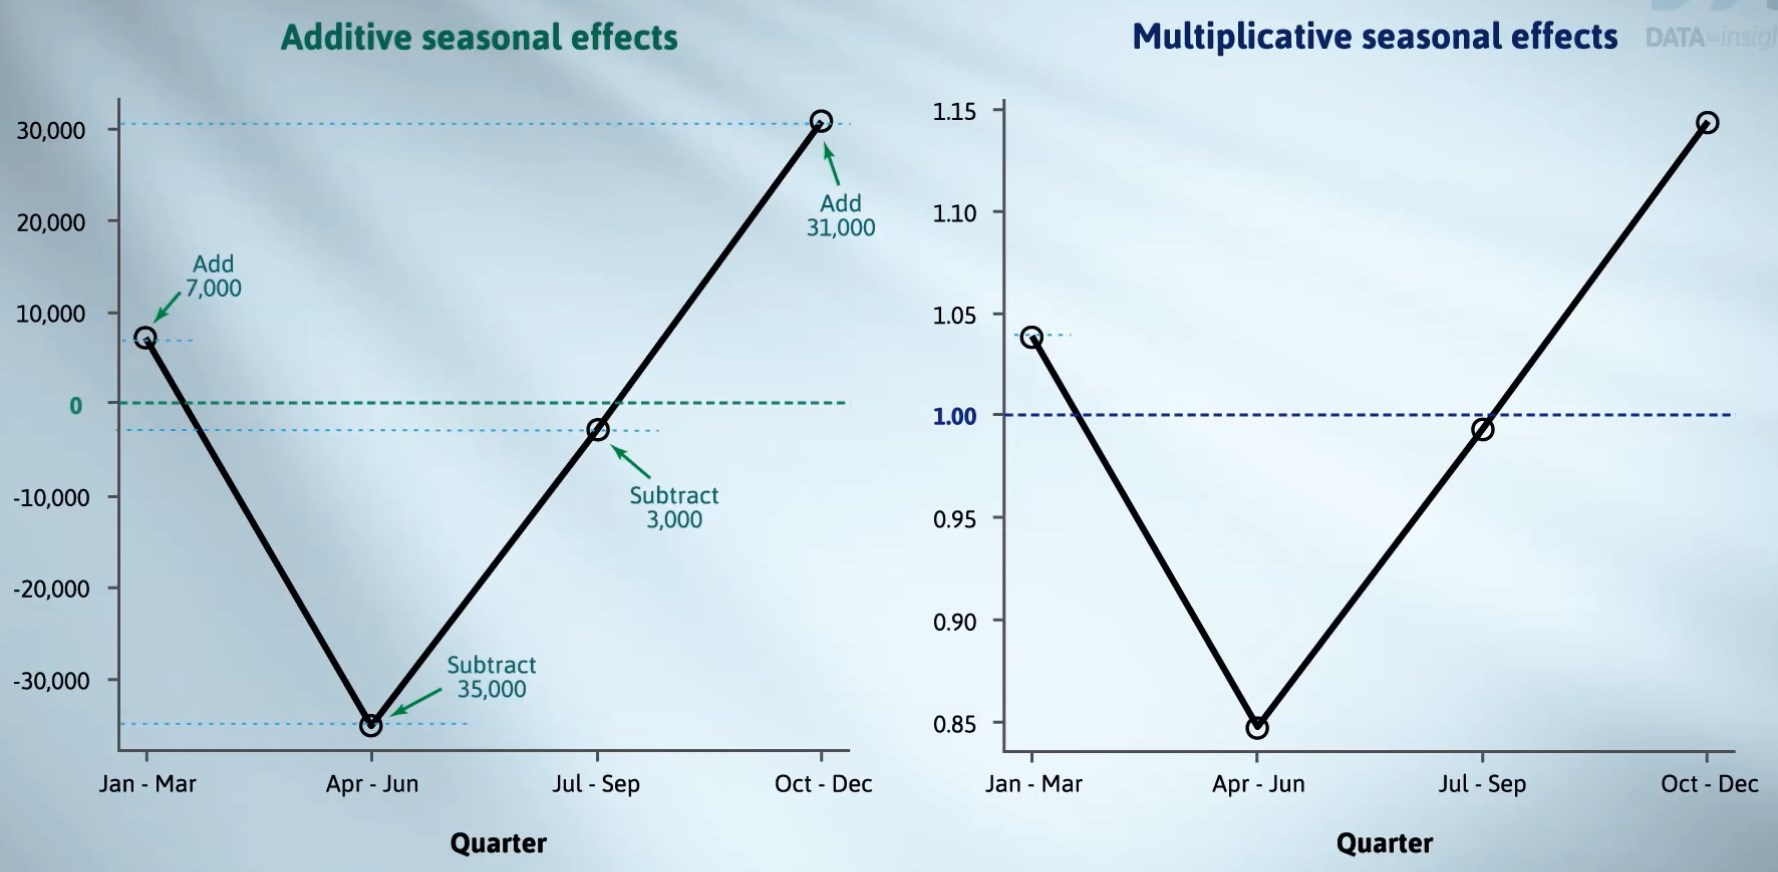 Additive seasonal effects
30,000
20,000
10,000
0
-10,000
-20,000
-30,000
Add
7,000
Add
31,000
Subtract
3,000
Subtract
35,000
Jan - Mar
Apr - Jun
Jul - Sep
Oct - Dec
Quarter
Multiplicative seasonal effects
DATA
1.15
1.10
1.05
1.00
0.95
0.90
0.85
Jan - Mar
Apr - Jun
Jul - Sep
Oct - Dec
Quarter